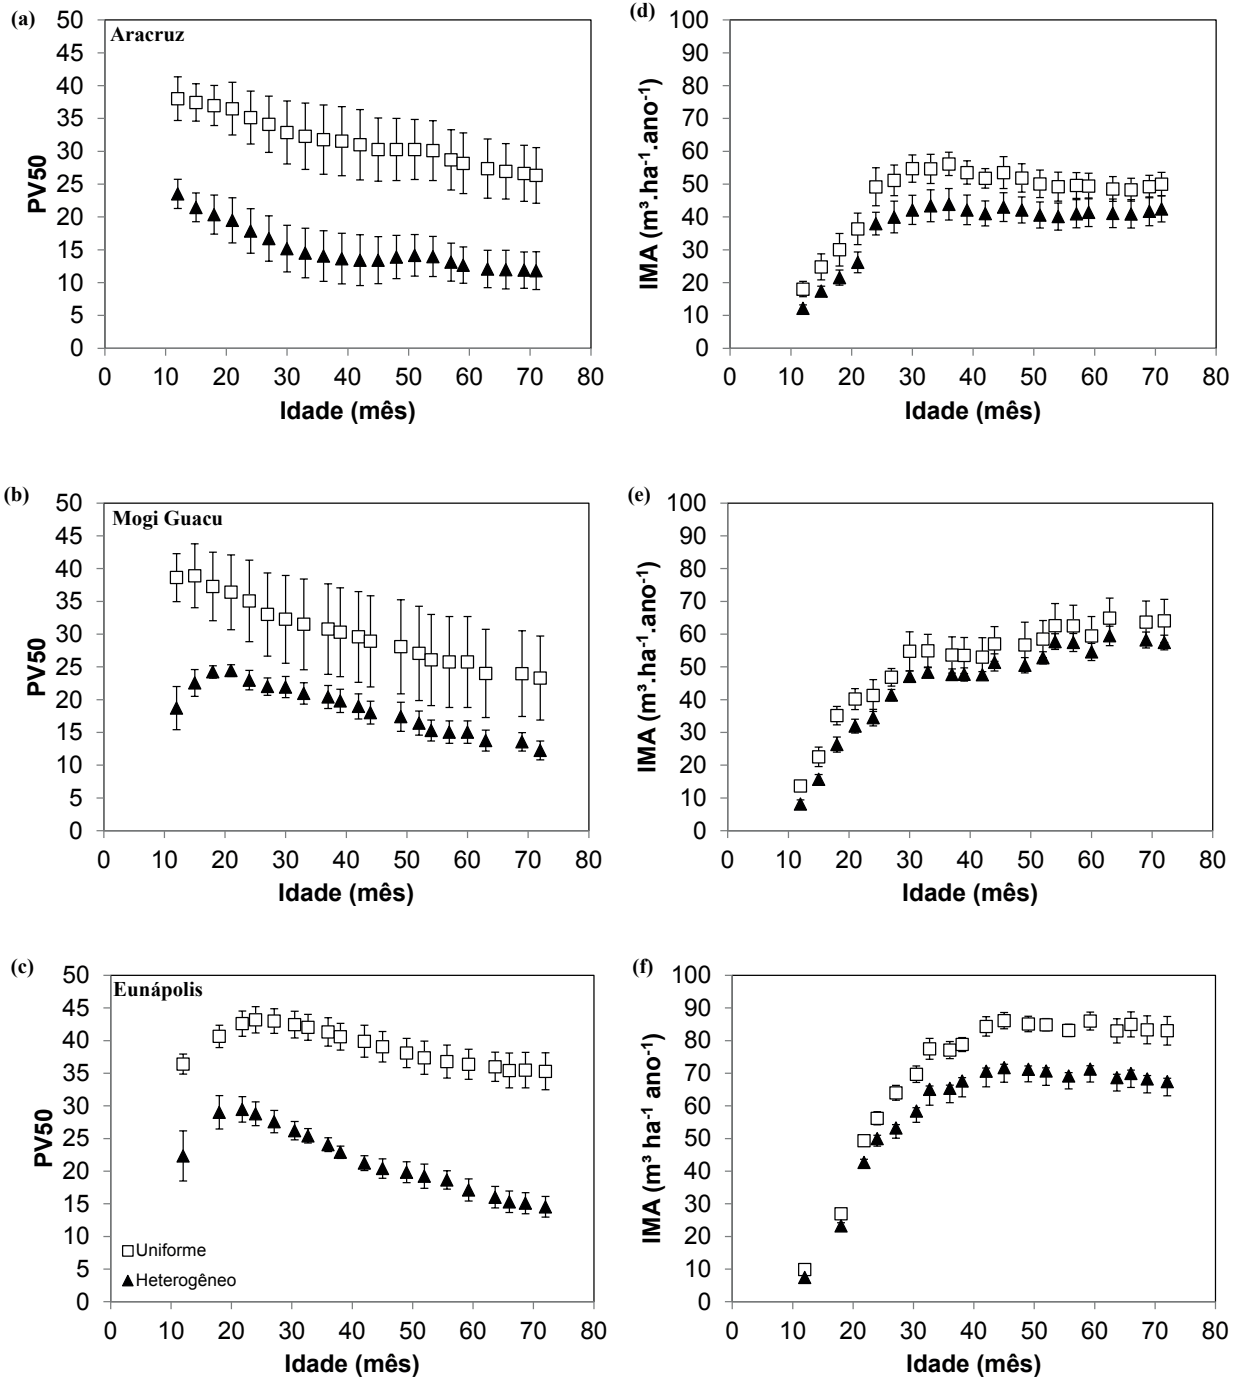 (a)
Aracruz
PV50
50
45
40
35
30
25
20
15
10
5
0
0 10 20 30 40 50 60 70 80
Idade (mês)
(d)
IMA (m³.ha⁻¹.ano⁻¹)
100
90
80
70
60
50
40
30
20
10
0
0 10 20 30 40 50 60 70 80
Idade (mês)
(b)
Mogi Guacu
PV50
50
45
40
35
30
25
20
15
10
5
0
0 10 20 30 40 50 60 70 80
Idade (mês)
(e)
IMA (m³.ha⁻¹.ano⁻¹)
100
90
80
70
60
50
40
30
20
10
0
0 10 20 30 40 50 60 70 80
Idade (mês)
(c)
Eunápolis
PV50
50
45
40
35
30
25
20
15
10
5
0
Uniforme
Heterogêneo
0 10 20 30 40 50 60 70 80
Idade (mês)
(f)
IMA (m³ ha⁻¹ ano⁻¹)
100
90
80
70
60
50
40
30
20
10
0
0 10 20 30 40 50 60 70 80
Idade (mês)